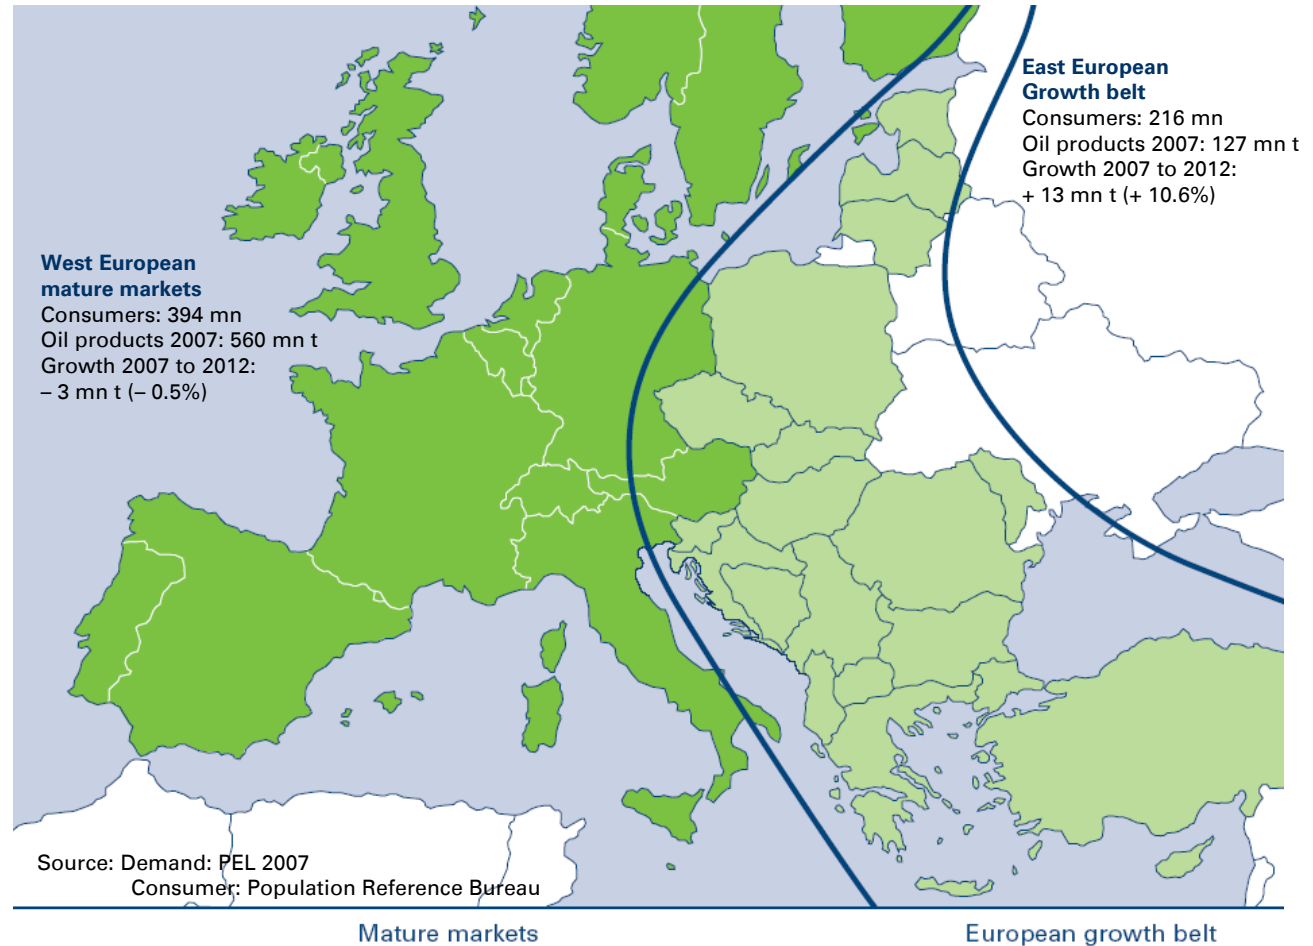 East European
Growth belt
Consumers: 216 mn
Oil products 2007: 127 mn t
Growth 2007 to 2012:
+ 13 mn t (+ 10.6%)
West European
mature markets
Consumers: 394 mn
Oil products 2007: 560 mn t
Growth 2007 to 2012:
– 3 mn t (– 0.5%)
Source: Demand: PEL 2007
Consumer: Population Reference Bureau
Mature markets
European growth belt